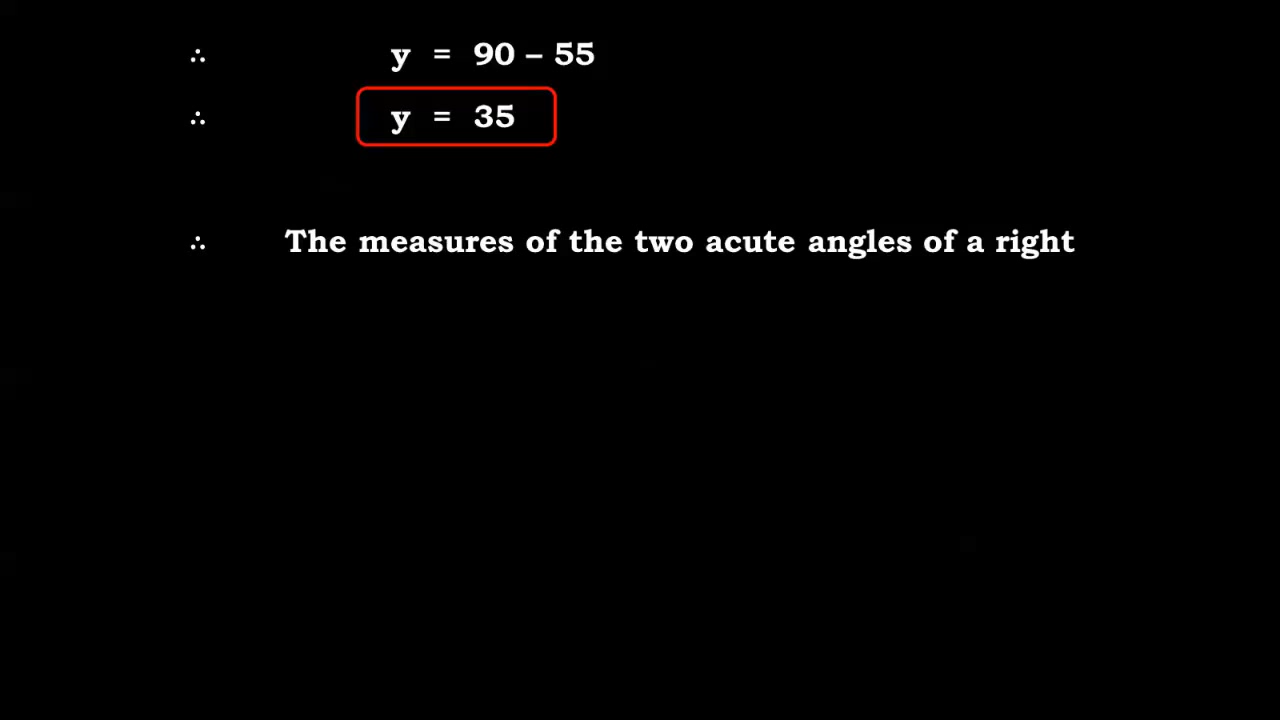 ∴ y = 90 – 55
∴ y = 35
∴ The measures of the two acute angles of a right